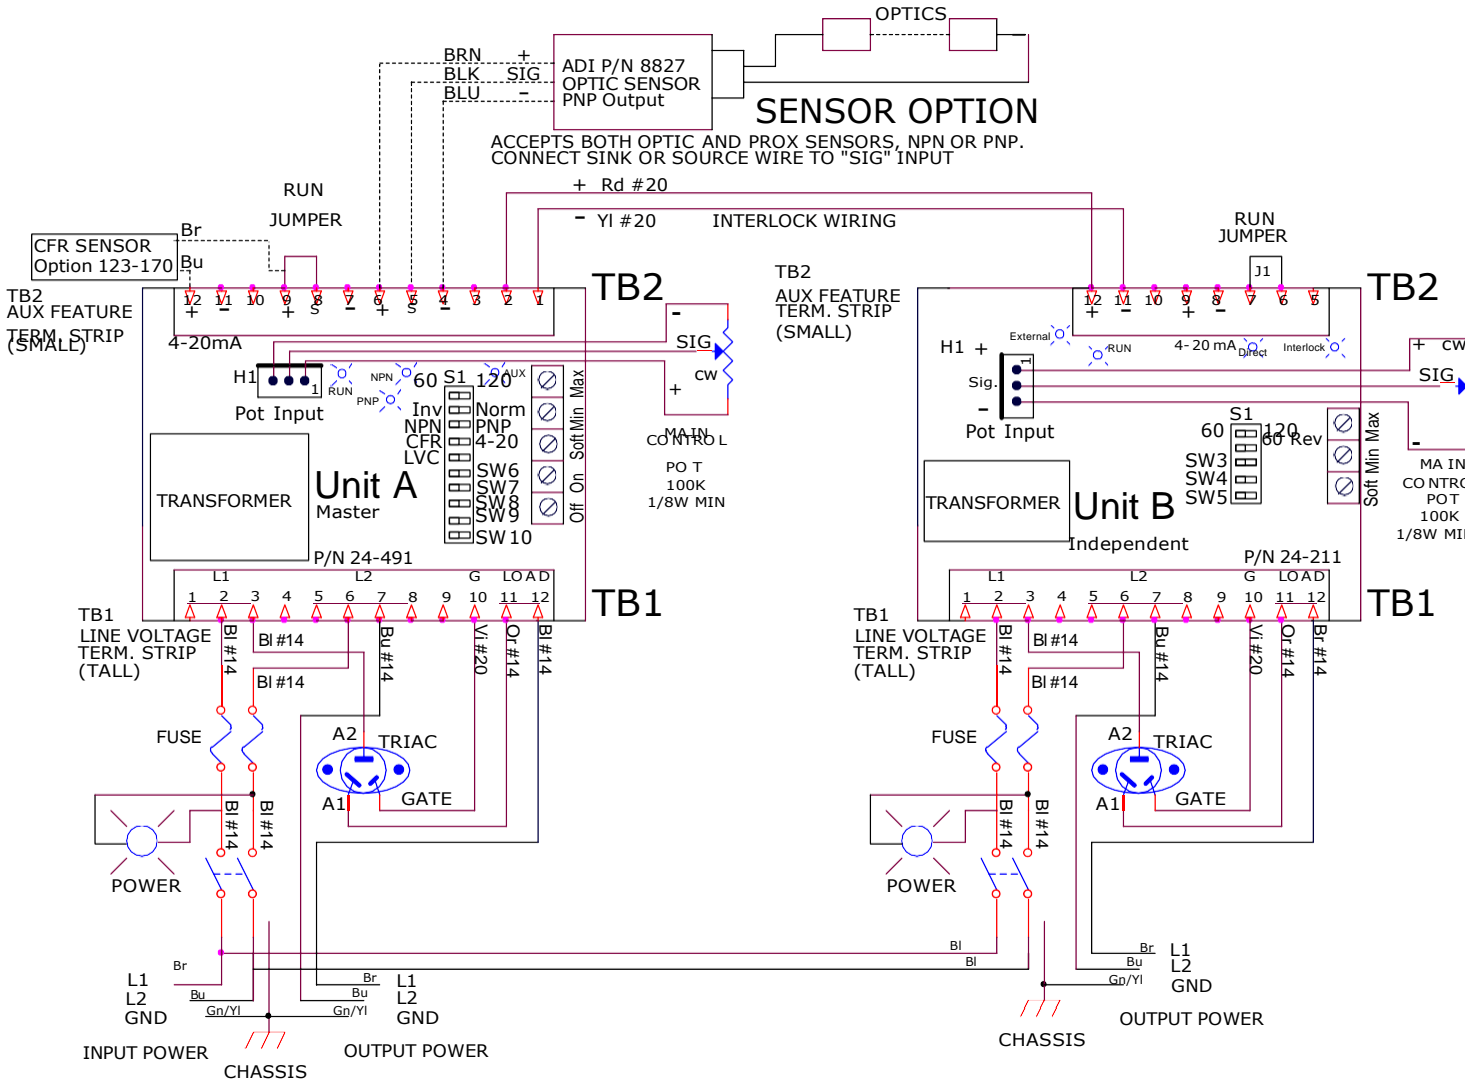 OPTICS
BRN +
BLK SIG
BLU -
ADI P/N 8827
OPTIC SENSOR
PNP Output
SENSOR OPTION
ACCEPTS BOTH OPTIC AND PROX SENSORS, NPN OR PNP.
CONNECT SINK OR SOURCE WIRE TO "SIG" INPUT
+ Rd #20
- Yl #20 INTERLOCK WIRING
RUN
JUMPER
Br
CFR SENSOR
Option 123-170
Bu
TB2
AUX FEATURE
TERM. STRIP
(SMALL)
12 11 10 9 8 7 6 5 4 3 2 1
+ - + S - + S -
TB2
4-20mA
H1
1
Pot Input
RUN
NPN
PNP
AUX
-
SIG
CW
+
MAIN
CONTROL
POT
100K
1/8W MIN
60 S1 120
Inv Norm
NPN PNP
CFR 4-20
LVC
SW6
SW7
SW8
SW9
SW10
Off On Soft Min Max
TRANSFORMER
Unit A
Master
P/N 24-491
L1 L2 G LOAD
1 2 3 4 5 6 7 8 9 10 11 12
TB1
TB1
LINE VOLTAGE
TERM. STRIP
(TALL)
Bl #14
Bl #14
Bl #14
Bu #14
Vi #20
Or #14
Br #14
FUSE
A2
TRIAC
A1
GATE
Bl #14
Bl #14
POWER
Br
L1
Bu
L2
Gn/Yl
GND
INPUT POWER
CHASSIS
Br
L1
Bu
L2
Gn/Yl
GND
OUTPUT POWER
RUN
JUMPER
J1
TB2
AUX FEATURE
TERM. STRIP
(SMALL)
12 11 10 9 8 7 6 5
+ - + -
TB2
External
RUN
4-20 mA
Direct
Interlock
H1 +
1
Sig.
-
Pot Input
+ CW
SIG
-
MAIN
CONTRO
POT
100K
1/8W MI
S1
60 120
60 Rev
SW3
SW4
SW5
Soft Min Max
TRANSFORMER
Unit B
Independent
P/N 24-211
L1 L2 G LOAD
1 2 3 4 5 6 7 8 9 10 11 12
TB1
TB1
LINE VOLTAGE
TERM. STRIP
(TALL)
Bl #14
Bl #14
Bl #14
Bu #14
Vi #20
Or #14
Br #14
FUSE
A2
TRIAC
A1
GATE
Bl #14
Bl #14
POWER
Bl
Bl
Br
L1
Bu
L2
Gn/Yl
GND
OUTPUT POWER
CHASSIS